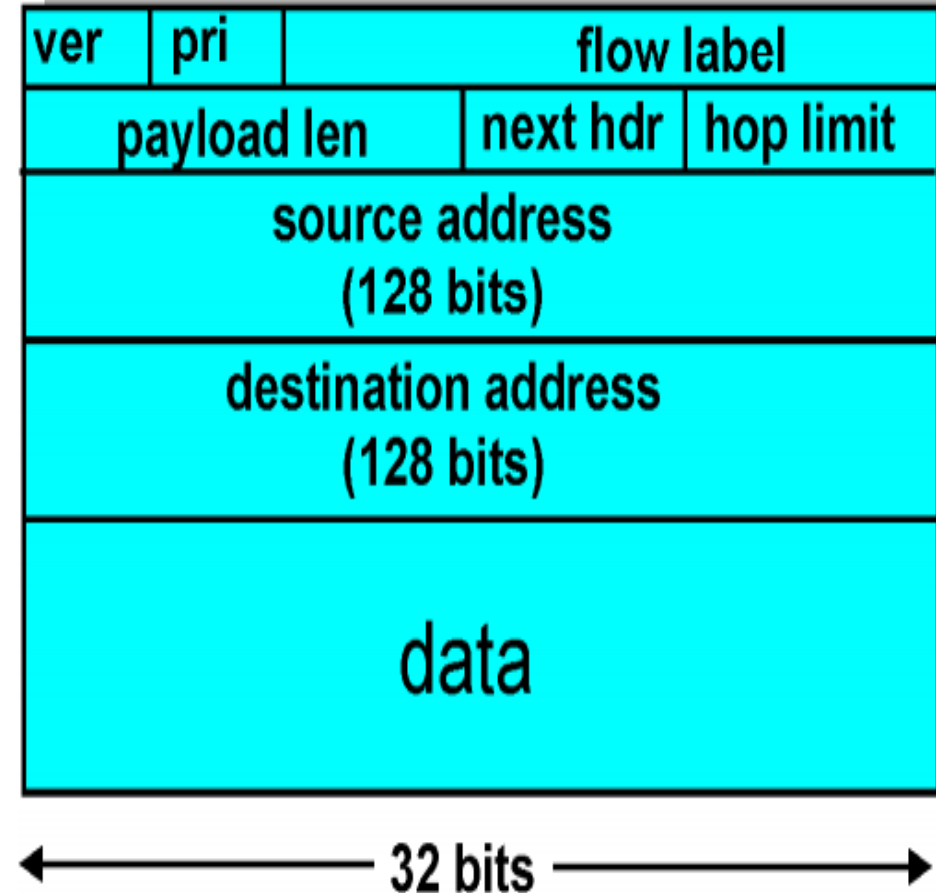 ver pri flow label
payload len next hdr hop limit
source address
(128 bits)
destination address
(128 bits)
data
32 bits